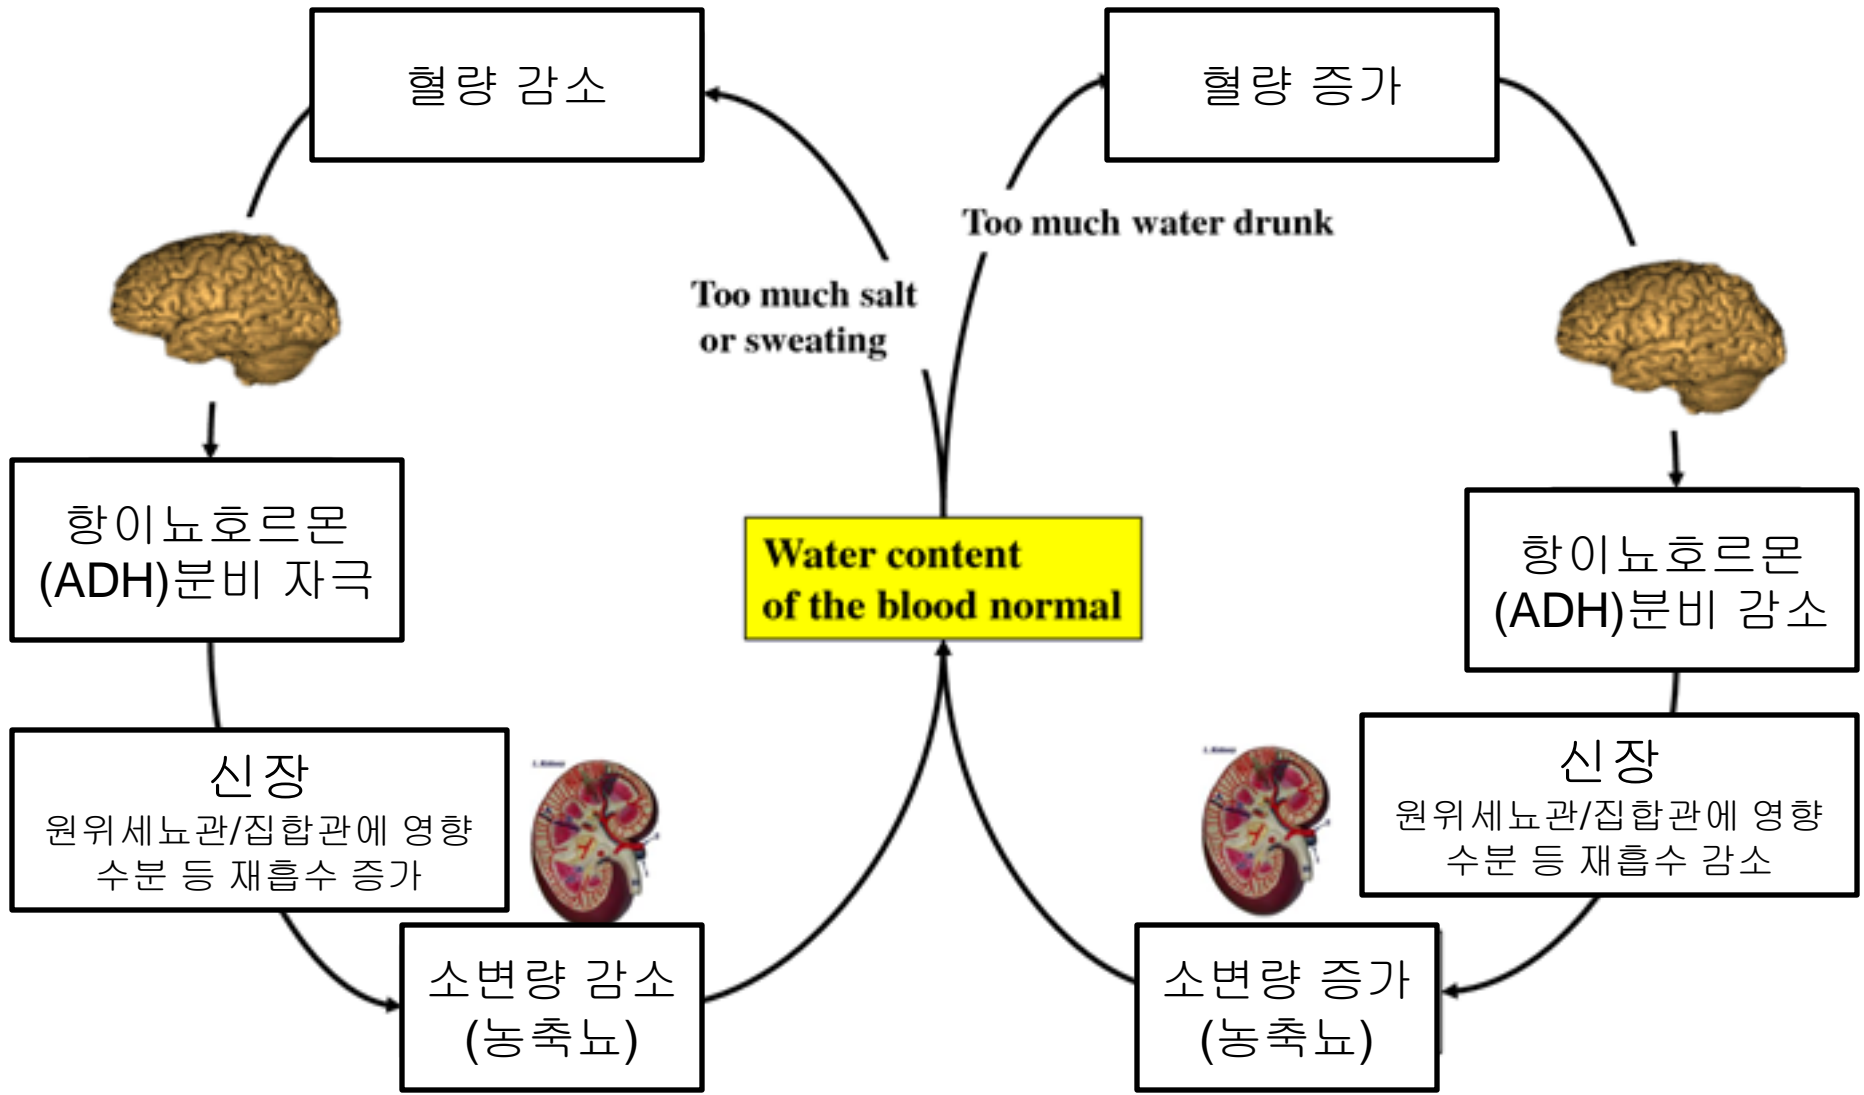 혈량 감소
혈량 증가
Too much water drunk
Too much salt
or sweating
항이뇨호르몬
(ADH)분비 자극
Water content
of the blood normal
항이뇨호르몬
(ADH)분비 감소
신장
원위세뇨관/집합관에 영향
수분 등 재흡수 증가
신장
원위세뇨관/집합관에 영향
수분 등 재흡수 감소
소변량 감소
(농축뇨)
소변량 증가
(농축뇨)